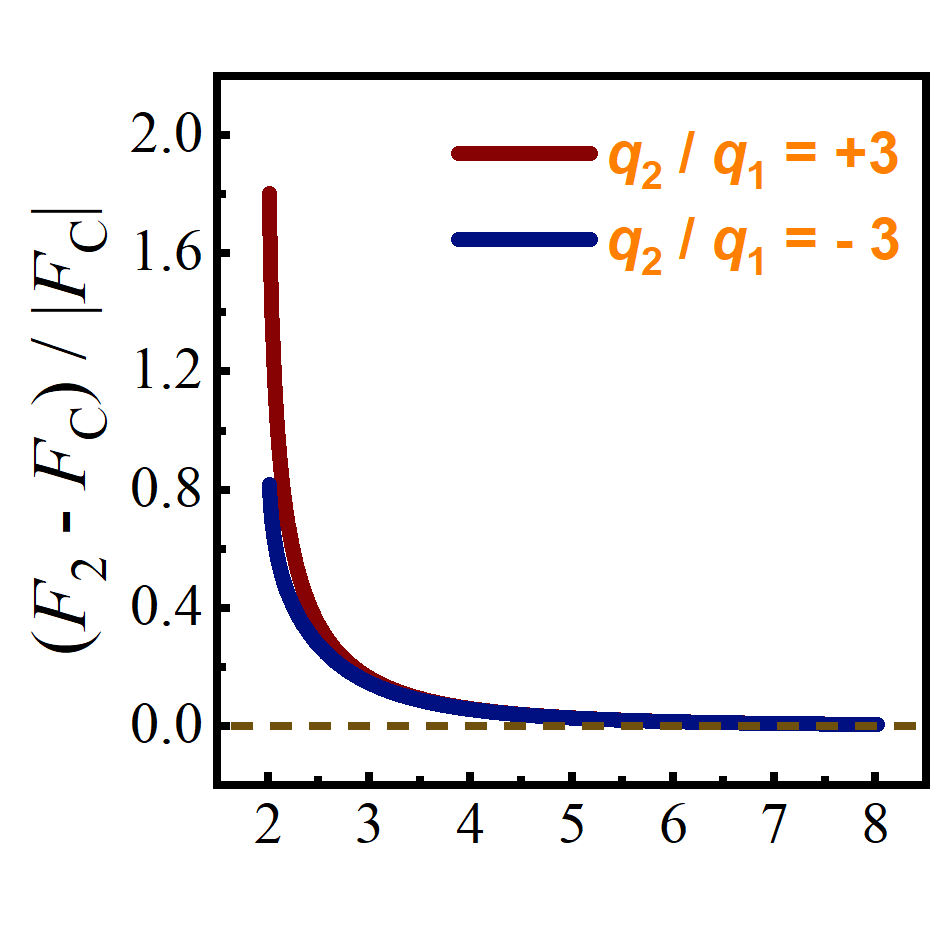 (F2 - FC) / |FC|
2.0
1.6
1.2
0.8
0.4
0.0
q2 / q1 = +3
q2 / q1 = - 3
2 3 4 5 6 7 8